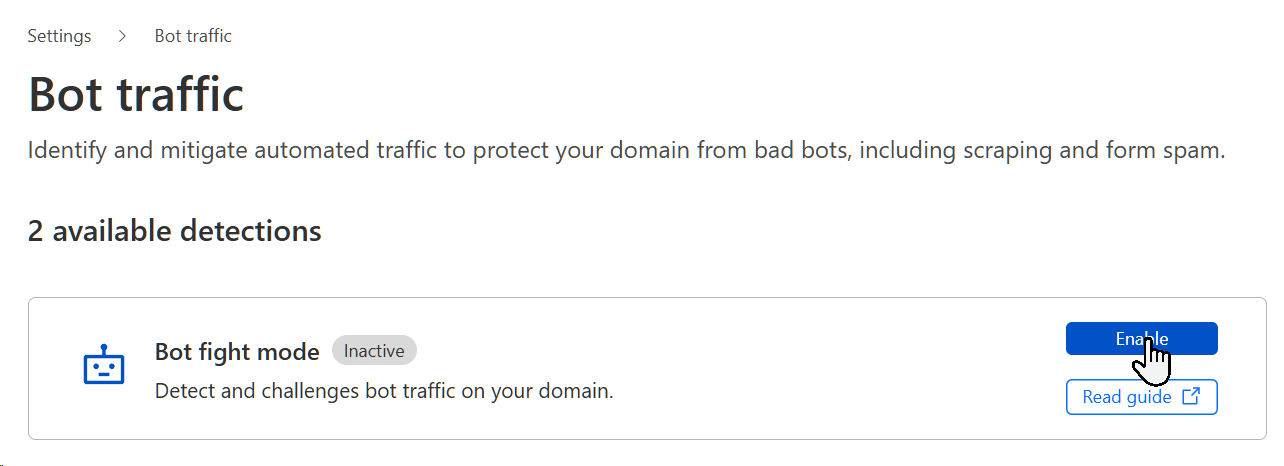 Settings > Bot traffic
Bot traffic
Identify and mitigate automated traffic to protect your domain from bad bots, including scraping and form spam.
2 available detections
Bot fight mode Inactive
Enable
Detect and challenges bot traffic on your domain.
Read guide